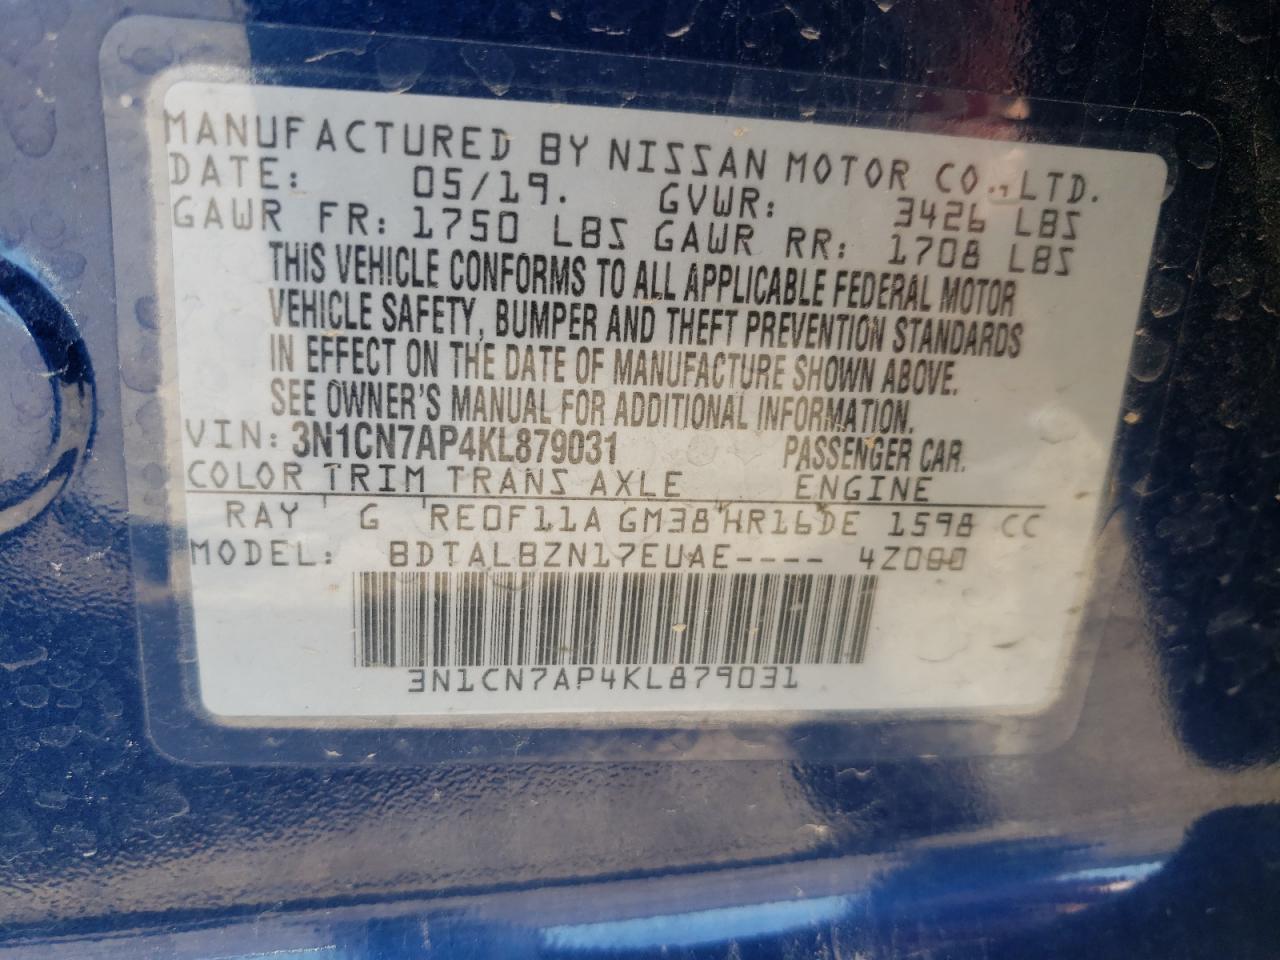 MANUFACTURED BY NISSAN MOTOR CO., LTD.
DATE: 05/19. GVWR: 3426 LBS
GAWR FR: 1750 LBS GAWR RR: 1708 LBS
THIS VEHICLE CONFORMS TO ALL APPLICABLE FEDERAL MOTOR
VEHICLE SAFETY, BUMPER AND THEFT PREVENTION STANDARDS
IN EFFECT ON THE DATE OF MANUFACTURE SHOWN ABOVE.
SEE OWNER'S MANUAL FOR ADDITIONAL INFORMATION.
VIN: 3N1CN7AP4KL879031 PASSENGER CAR.
COLOR TRIM TRANS AXLE ENGINE
RAY G RE0F11A GM38 HR16DE 1598 CC
MODEL: BDTALBZN17EUAE---- 4Z080
3N1CN7AP4KL879031